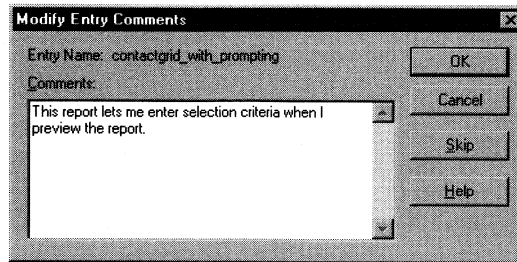 Modify Entry Comments
Entry Name: contactgrid_with_prompting
Comments:
This report lets me enter selection criteria when I
preview the report.
OK
Cancel
Skip
Help